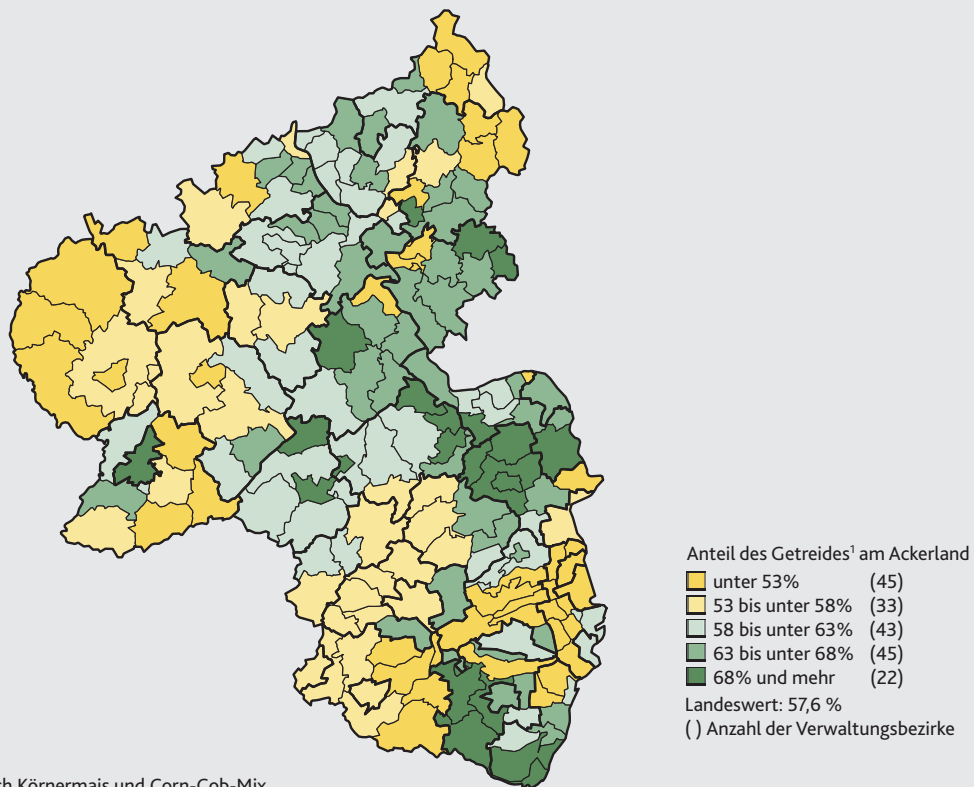 Anteil des Getreides¹ am Ackerland
unter 53% (45)
53 bis unter 58% (33)
58 bis unter 63% (43)
63 bis unter 68% (45)
68% und mehr (22)
Landeswert: 57,6 %
( ) Anzahl der Verwaltungsbezirke
Körnermais und Corn-Cob-Mix